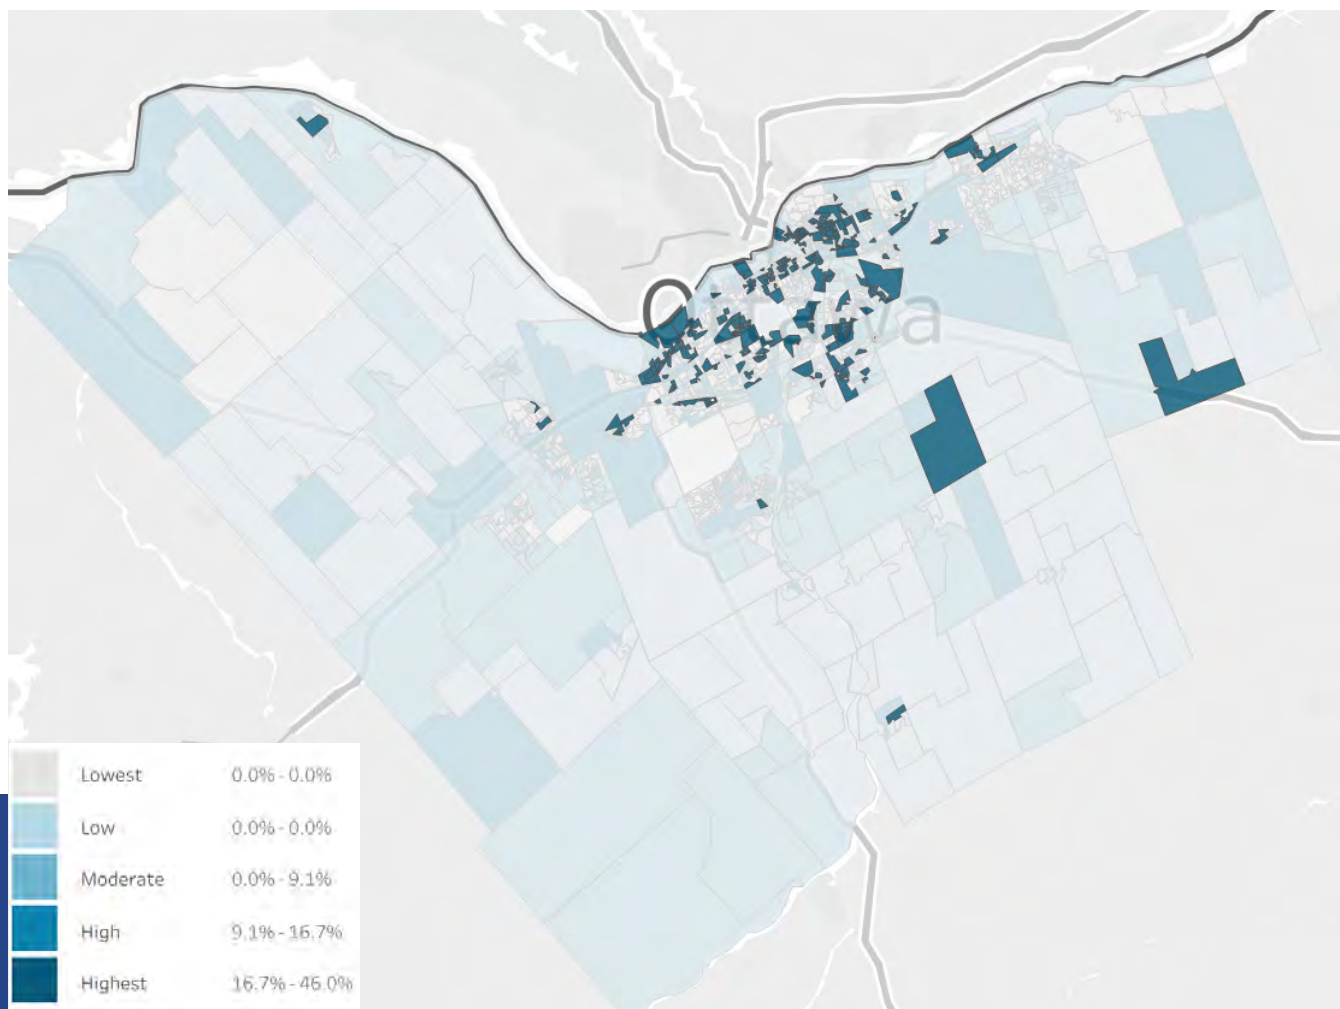 Ottawa
Lowest 0.0% - 0.0%
Low 0.0% - 0.0%
Moderate 0.0% - 9.1%
High 9.1% - 16.7%
Highest 16.7% - 46.0%